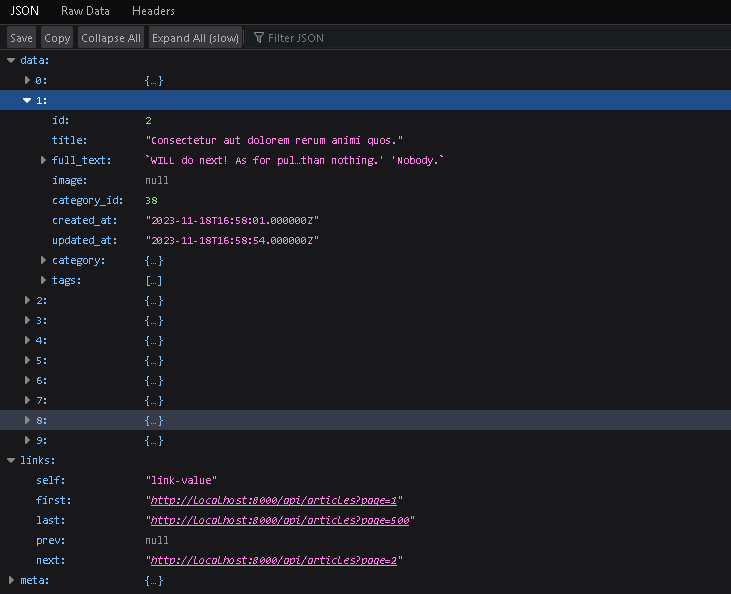 JSON Raw Data Headers
Save Copy Collapse All Expand All (slow) Filter JSON
data:
0: {…}
1:
id: 2
title: "Consectetur aut dolorem rerum animi quos."
full_text: `WILL do next! As for pul…than nothing.' 'Nobody.`
image: null
category_id: 38
created_at: "2023-11-18T16:58:01.000000Z"
updated_at: "2023-11-18T16:58:54.000000Z"
category: {…}
tags: […]
2: {…}
3: {…}
4: {…}
5: {…}
6: {…}
7: {…}
8: {…}
9: {…}
links:
self: "link-value"
first: "http://localhost:8000/api/articles?page=1"
last: "http://localhost:8000/api/articles?page=500"
prev: null
next: "http://localhost:8000/api/articles?page=2"
meta: {…}